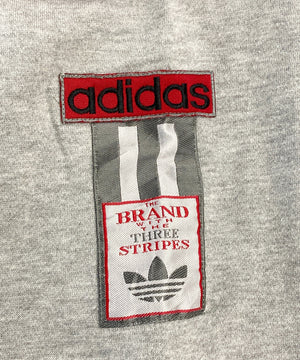 adidas
THE
BRAND
WITH
THE
THREE
STRIPES